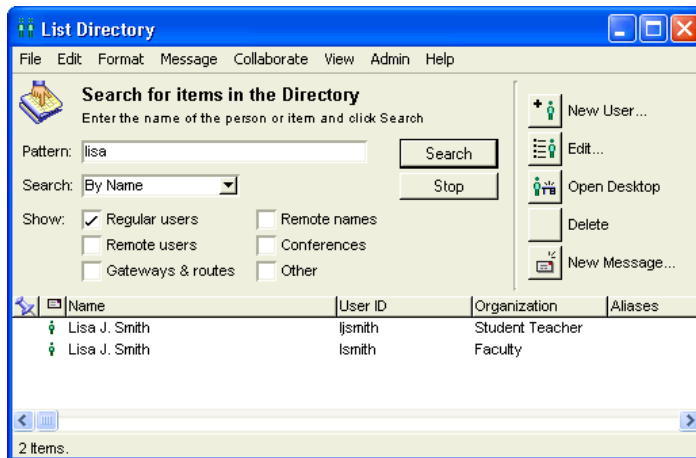 List Directory
File Edit Format Message Collaborate View Admin Help
Search for items in the Directory
Enter the name of the person or item and click Search
Pattern: lisa Search
Search: By Name Stop
Show: Regular users Remote names
Remote users Conferences
Gateways & routes Other
New User...
Edit...
Open Desktop
Delete
New Message...
Name User ID Organization Aliases
Lisa J. Smith ljsmith Student Teacher
Lisa J. Smith lsmith Faculty
2 Items.